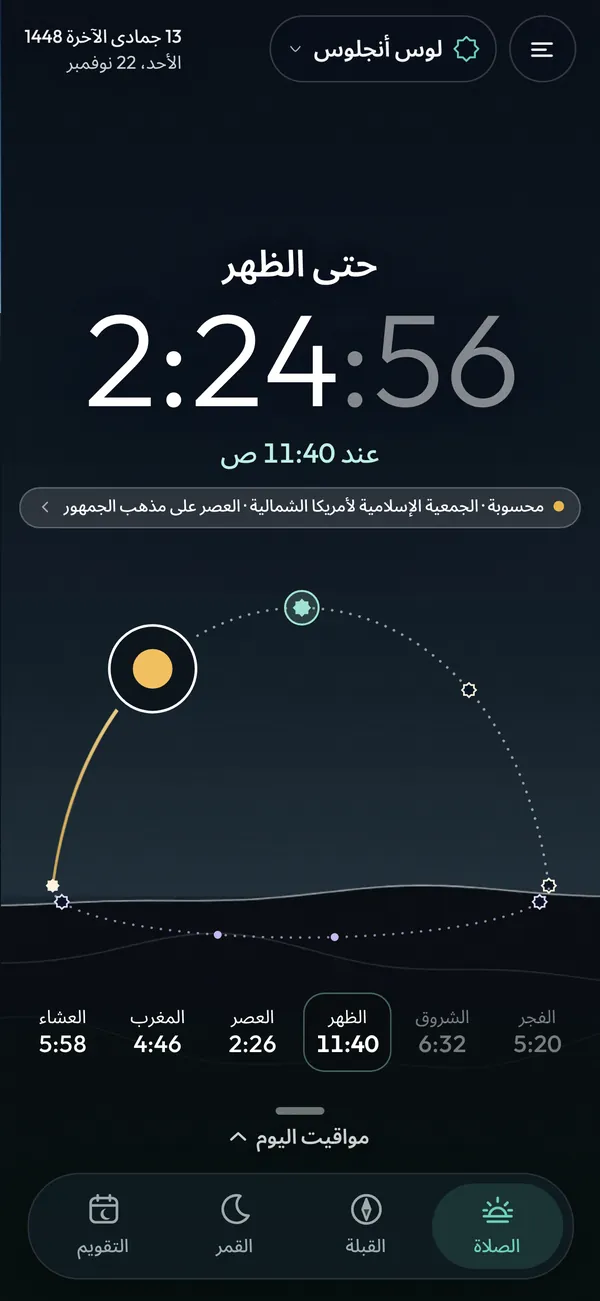 لوس أنجلوس
13 جمادى الآخرة 1448
الأحد، 22 نوفمبر
حتى الظهر
2:24:56
عند 11:40 ص
محسوبة · الجمعية الإسلامية لأمريكا الشمالية · العصر على مذهب الجمهور
الفجر الشروق الظهر العصر المغرب العشاء
5:20 6:32 11:40 2:26 4:46 5:58
مواقيت اليوم
الصلاة القبلة القمر التقويم